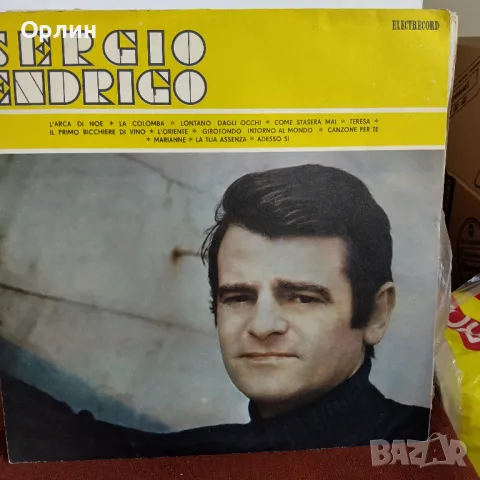 Орлин
SERGIO
ENDRIGO
ELECTRECORD
L'ARCA DI NOE * LA COLOMBA * LONTANO DAGLI OCCHI * COME STASERA MAI * TERESA *
IL PRIMO BICCHIERE DI VINO * L'ORIENTE * GIROTONDO INTORNO AL MONDO * CANZONE PER TE
* MARIANNE * LA TUA ASSENZA * ADESSO SI
BAZAR